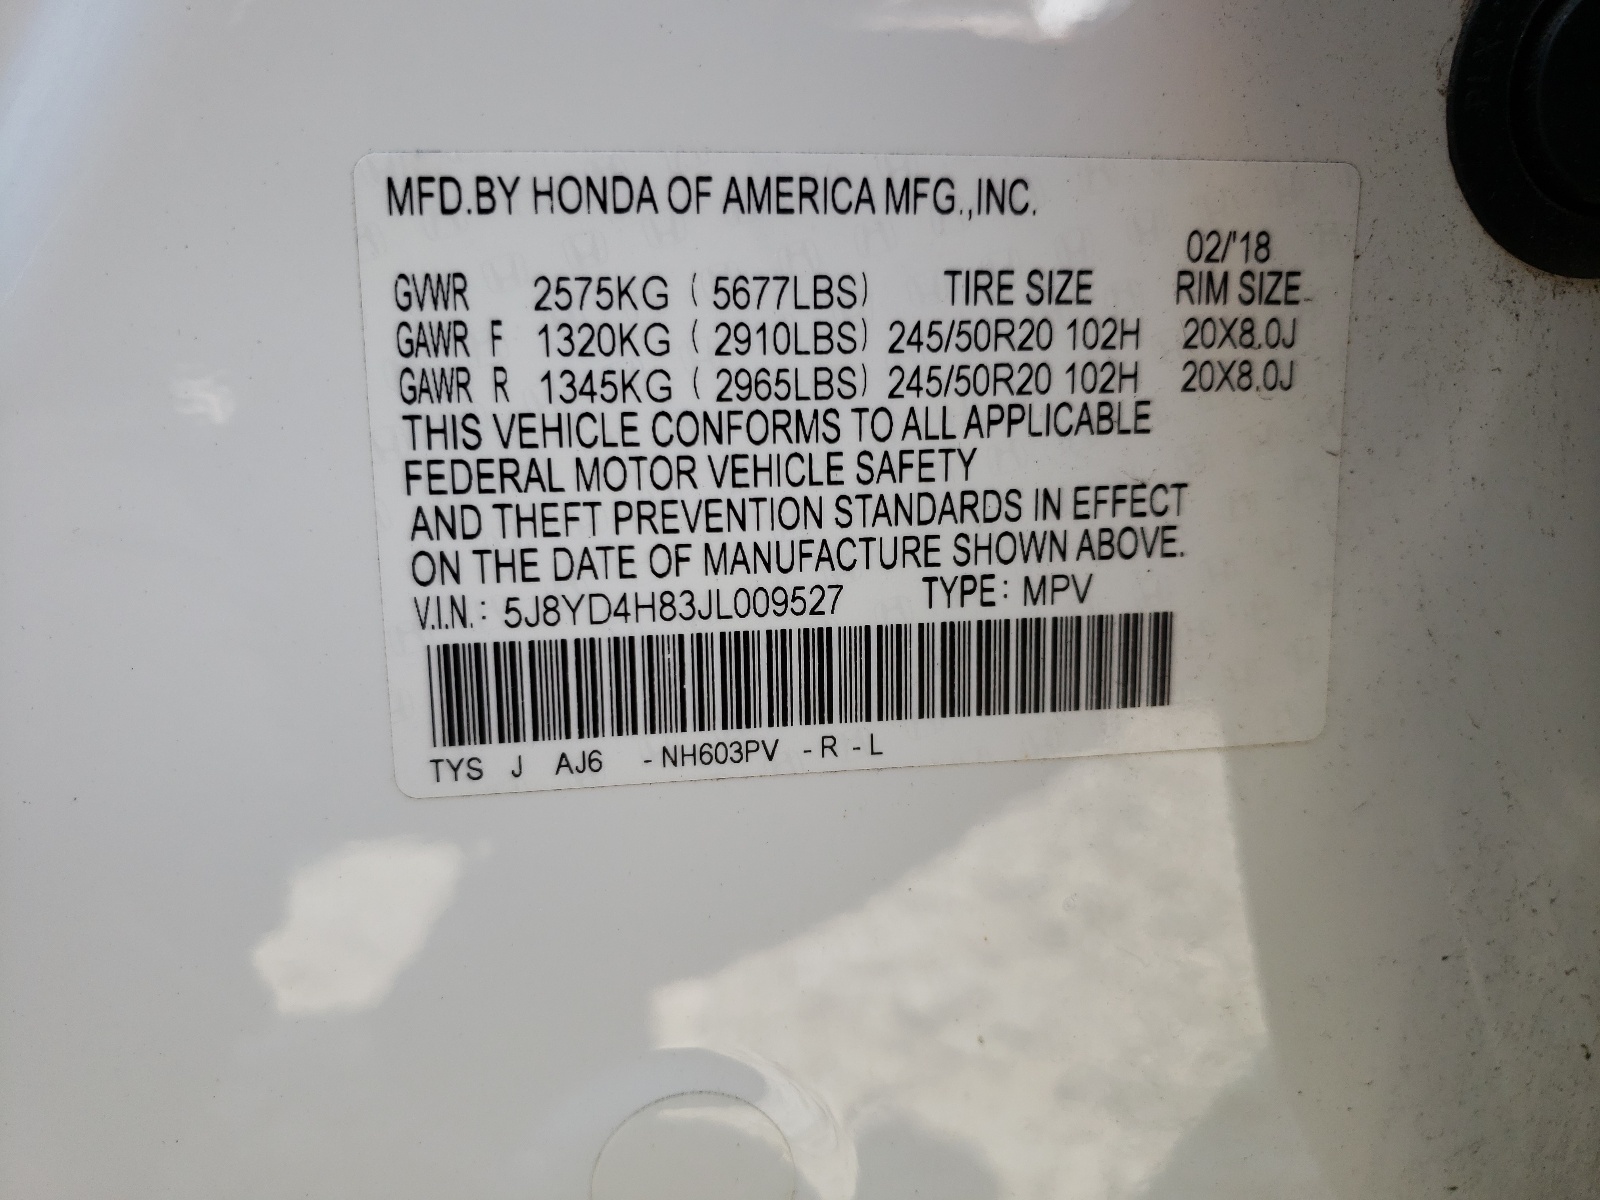 MFD.BY HONDA OF AMERICA MFG.,INC.
02/'18
GVWR 2575KG ( 5677LBS) TIRE SIZE RIM SIZE
GAWR F 1320KG ( 2910LBS) 245/50R20 102H 20X8.0J
GAWR R 1345KG ( 2965LBS) 245/50R20 102H 20X8.0J
THIS VEHICLE CONFORMS TO ALL APPLICABLE
FEDERAL MOTOR VEHICLE SAFETY
AND THEFT PREVENTION STANDARDS IN EFFECT
ON THE DATE OF MANUFACTURE SHOWN ABOVE.
V.I.N.: 5J8YD4H83JL009527 TYPE: MPV
TYS J AJ6 -NH603PV -R -L